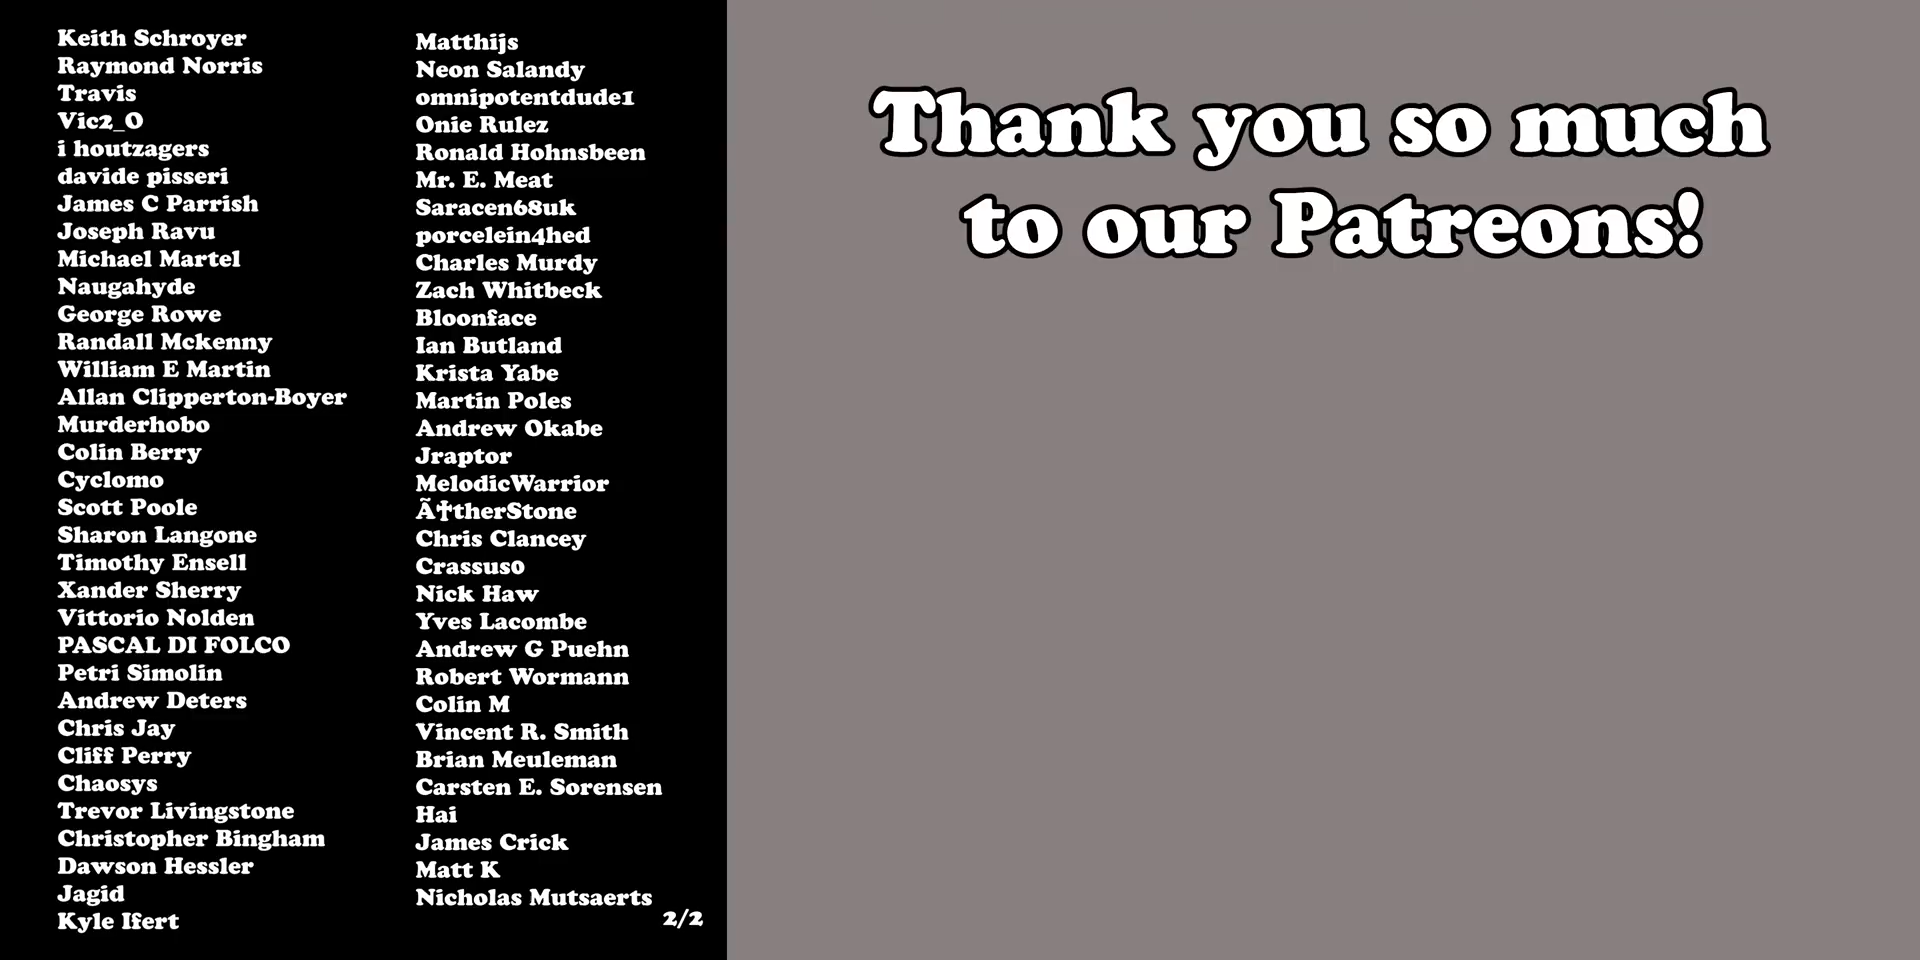 Keith Schroyer
Raymond Norris
Travis
Vic2_O
i houtzagers
davide pisseri
James C Parrish
Joseph Ravu
Michael Martel
Naugahyde
George Rowe
Randall Mckenny
William E Martin
Allan Clipperton-Boyer
Murderhobo
Colin Berry
Cyclomo
Scott Poole
Sharon Langone
Timothy Ensell
Xander Sherry
Vittorio Nolden
PASCAL DI FOLCO
Petri Simolin
Andrew Deters
Chris Jay
Cliff Perry
Chaosys
Trevor Livingstone
Christopher Bingham
Dawson Hessler
Jagid
Kyle Ifert
Matthijs
Neon Salandy
omnipotentdude1
Onie Rulez
Ronald Hohnsbeen
Mr. E. Meat
Saracen68uk
porcelein4hed
Charles Murdy
Zach Whitbeck
Bloonface
Ian Butland
Krista Yabe
Martin Poles
Andrew Okabe
Jraptor
MelodicWarrior
Ã†therStone
Chris Clancey
Crassus0
Nick Haw
Yves Lacombe
Andrew G Puehn
Robert Wormann
Colin M
Vincent R. Smith
Brian Meuleman
Carsten E. Sorensen
Hai
James Crick
Matt K
Nicholas Mutsaerts
2/2
Thank you so much
to our Patreons!